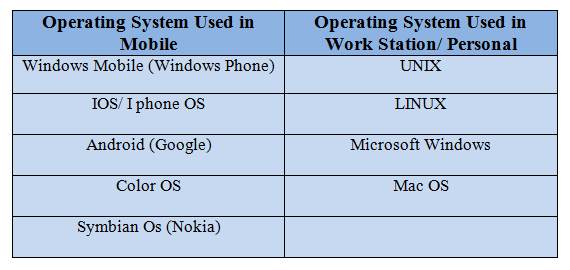 Operating System Used in
Mobile
Operating System Used in
Work Station/ Personal
Windows Mobile (Windows Phone)
UNIX
IOS/ I phone OS
LINUX
Android (Google)
Microsoft Windows
Color OS
Mac OS
Symbian Os (Nokia)